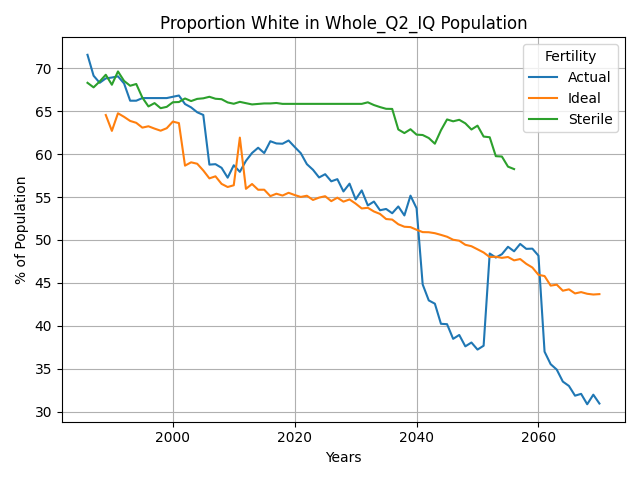 Proportion White in Whole_Q2_IQ Population
Fertility
Actual
Ideal
Sterile
% of Population
70
65
60
55
50
45
40
35
30
2000
2020
2040
2060
Years